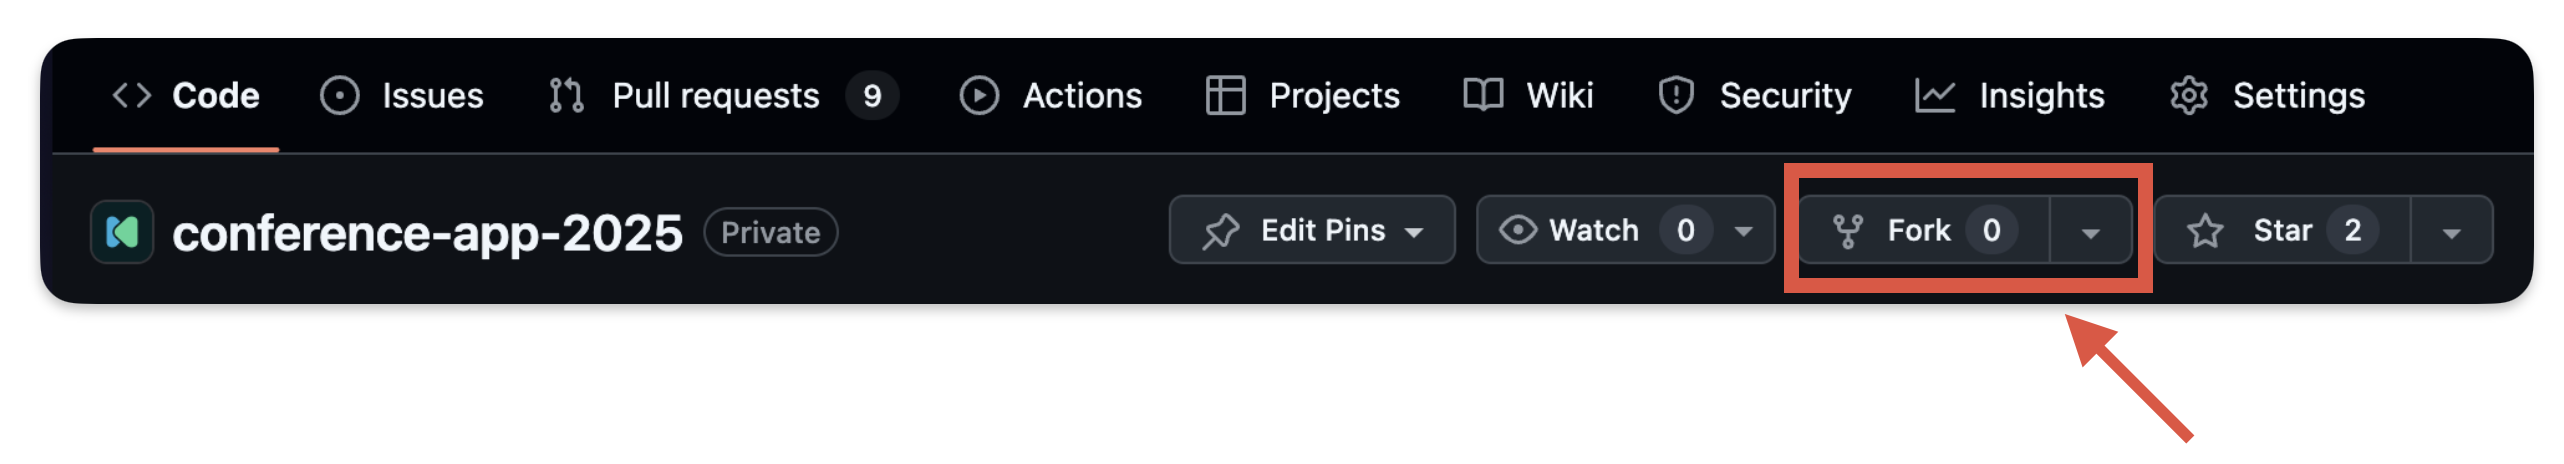 Code Issues Pull requests 9 Actions Projects Wiki Security Insights Settings
conference-app-2025 Private Edit Pins Watch 0 Fork 0 Star 2